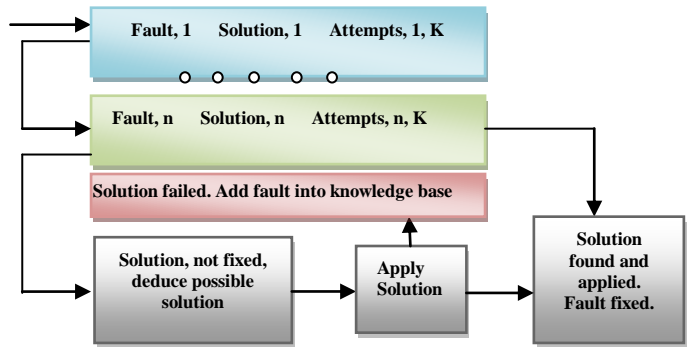 Fault, 1 Solution, 1 Attempts, 1, K
Fault, n Solution, n Attempts, n, K
Solution failed. Add fault into knowledge base
Solution, not fixed,
deduce possible
solution
Apply
Solution
Solution
found and
applied.
Fault fixed.